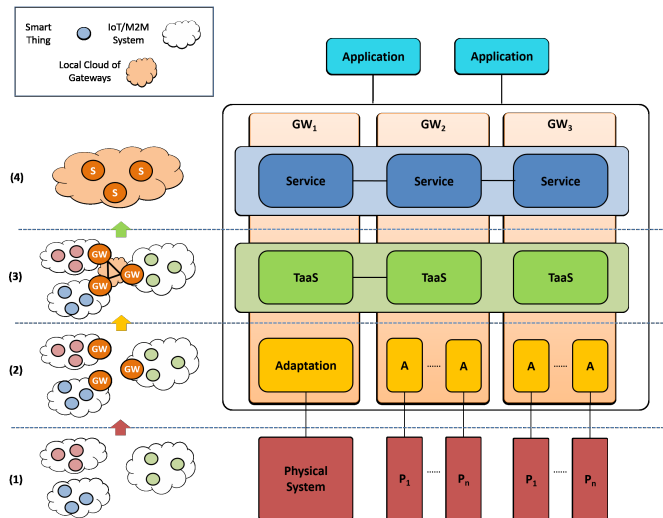 Smart
Thing
IoT/M2M
System
Local Cloud of
Gateways
Application
Application
GW1
GW2
GW3
(4)
S
S
S
Service
Service
Service
(3)
GW
GW
GW
TaaS
TaaS
TaaS
(2)
GW
GW
GW
Adaptation
A
......
A
A
......
A
(1)
Physical
System
P1
......
Pn
P1
......
Pn